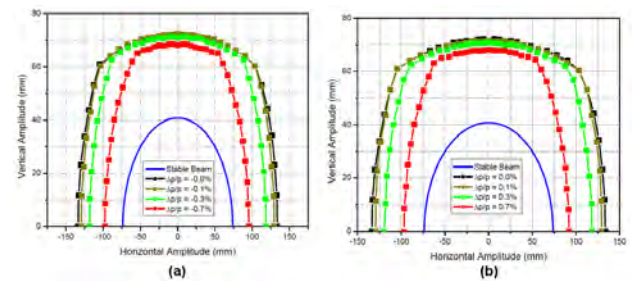 80
60
40
20
0
Vertical Amplitude (mm)
Stable Beam
Δp/p = -0.0%
Δp/p = -0.1%
Δp/p = -0.3%
Δp/p = -0.7%
-150 -100 -50 0 50 100 150
Horizontal Amplitude (mm)
(a)
80
60
40
20
0
Vertical Amplitude (mm)
Stable Beam
Δp/p = 0.0%
Δp/p = 0.1%
Δp/p = 0.3%
Δp/p = 0.7%
-150 -100 -50 0 50 100 150
Horizontal Amplitude (mm)
(b)